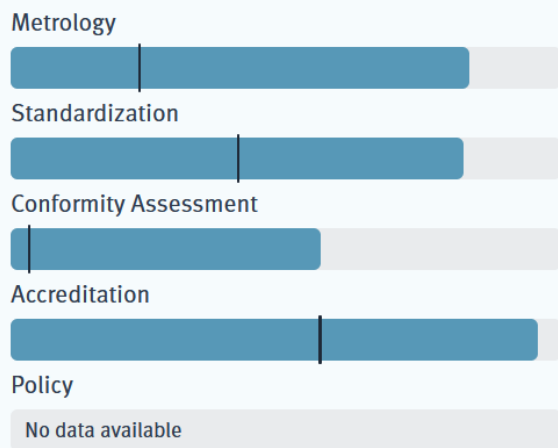 Metrology
Standardization
Conformity Assessment
Accreditation
Policy
No data available